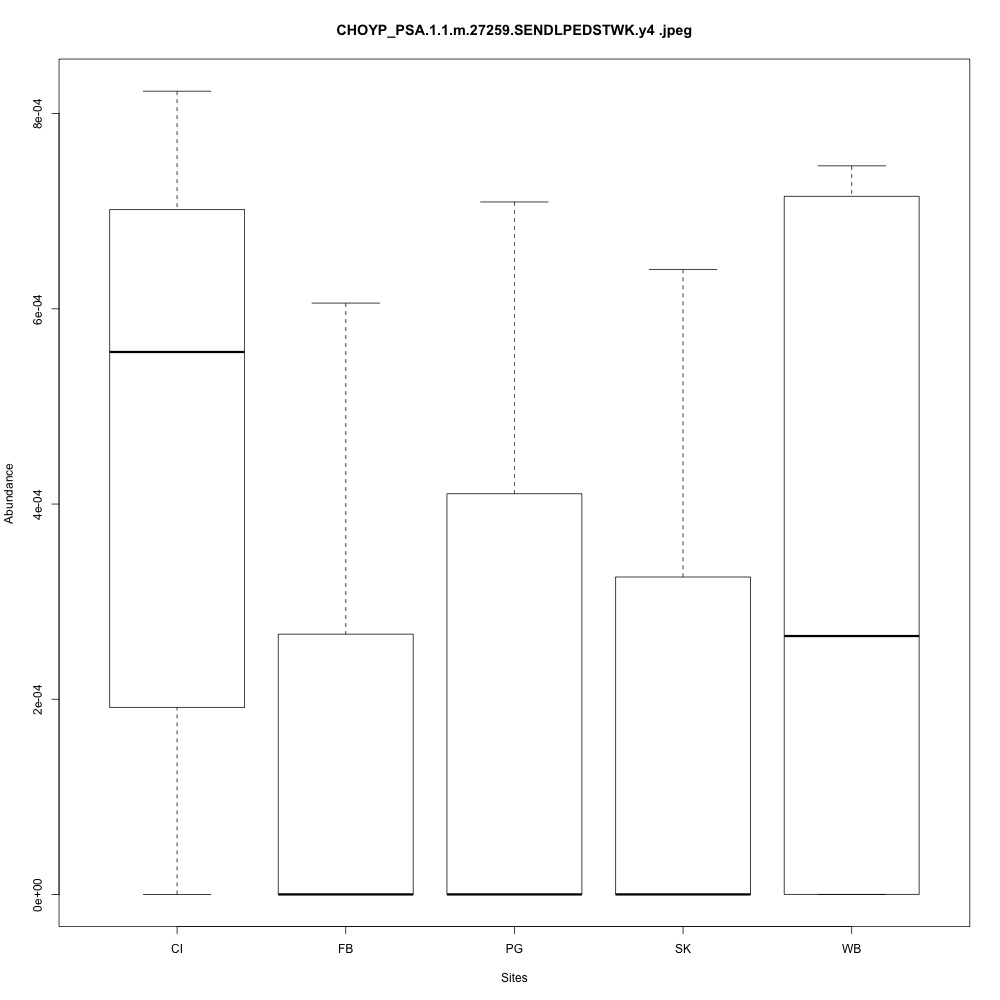 CHOYP_PSA.1.1.m.27259.SENDLPEDSTWK.y4 .jpeg
8e-04
6e-04
4e-04
2e-04
0e+00
Abundance
CI FB PG SK WB
Sites